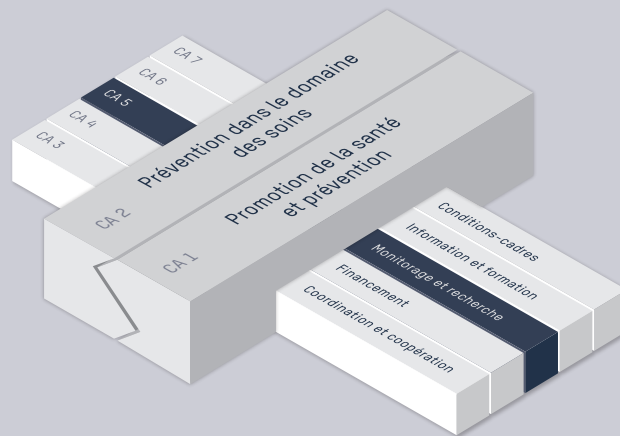 CA 7
CA 6
CA 5
CA 4
CA 3
CA 2
Prévention dans le domaine
des soins
CA 1
Promotion de la santé
et prévention
Conditions-cadres
Information et formation
Monitorage et recherche
Financement
Coordination et coopération